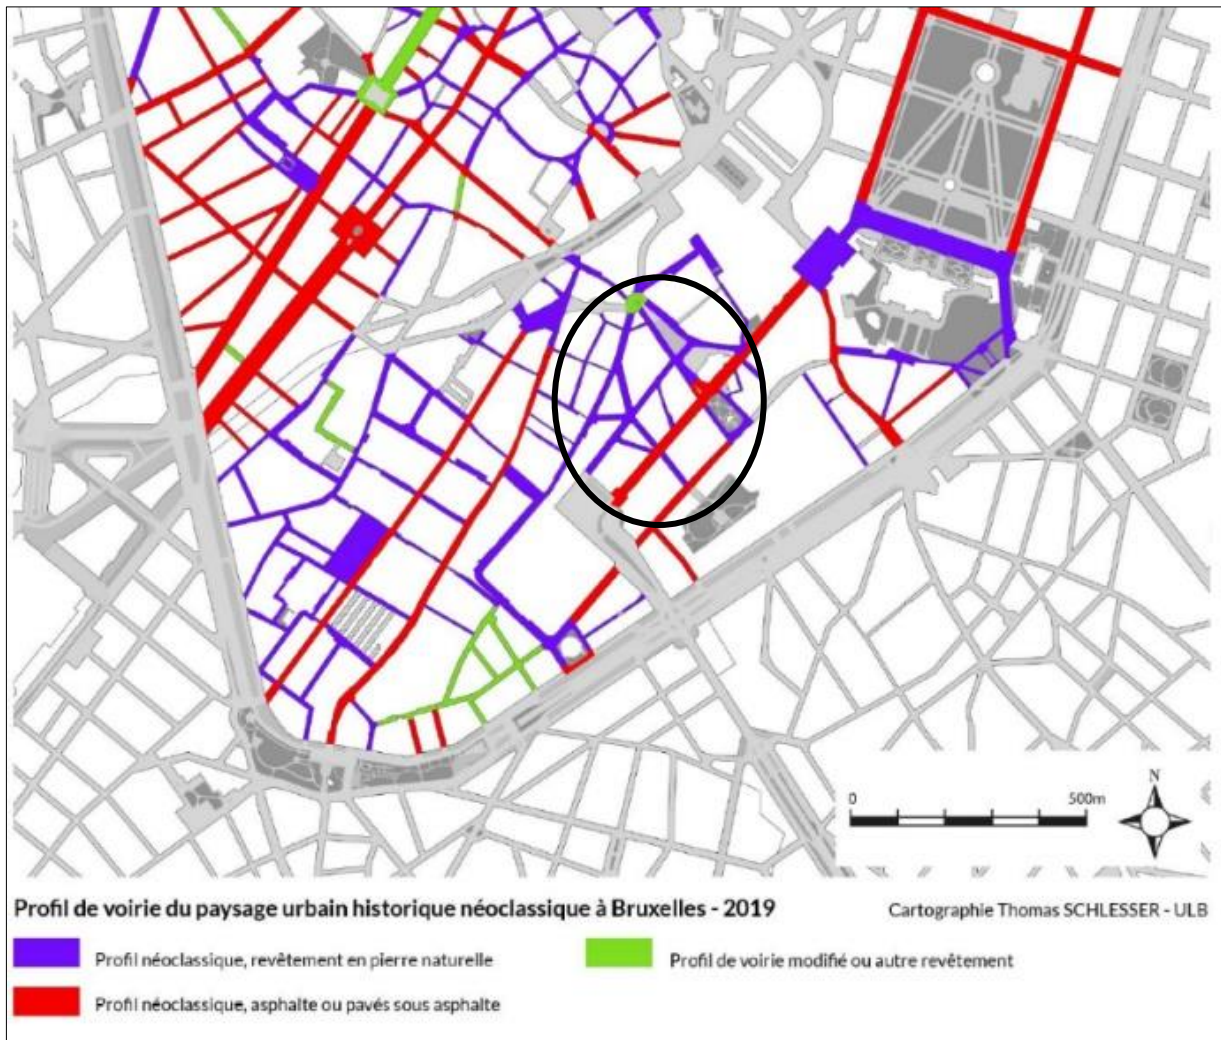 N
0 500m
Profil de voirie du paysage urbain historique néoclassique à Bruxelles - 2019
Cartographie Thomas SCHLESSER - ULB
Profil néoclassique, revêtement en pierre naturelle
Profil de voirie modifié ou autre revêtement
Profil néoclassique, asphalte ou pavés sous asphalte